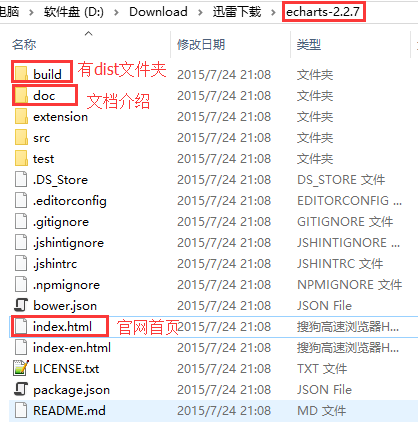 电脑 > 软件盘 (D:) > Download > 迅雷下载 > echarts-2.2.7
名称 修改日期 类型
build 有dist文件夹 2015/7/24 21:08 文件夹
doc 文档介绍 2015/7/24 21:08 文件夹
extension 2015/7/24 21:08 文件夹
src 2015/7/24 21:08 文件夹
test 2015/7/24 21:08 文件夹
.DS_Store 2015/7/24 21:08 DS_STORE 文件
.editorconfig 2015/7/24 21:08 EDITORCONFIG 文件
.gitignore 2015/7/24 21:08 GITIGNORE 文件
.jshintignore 2015/7/24 21:08 JSHINTIGNORE 文件
.jshintrc 2015/7/24 21:08 JSHINTRC 文件
.npmignore 2015/7/24 21:08 NPMIGNORE 文件
bower.json 2015/7/24 21:08 JSON File
index.html 官网首页 2015/7/24 21:08 搜狗高速浏览器H...
index-en.html 2015/7/24 21:08 搜狗高速浏览器H...
LICENSE.txt 2015/7/24 21:08 TXT 文件
package.json 2015/7/24 21:08 JSON File
README.md 2015/7/24 21:08 MD 文件